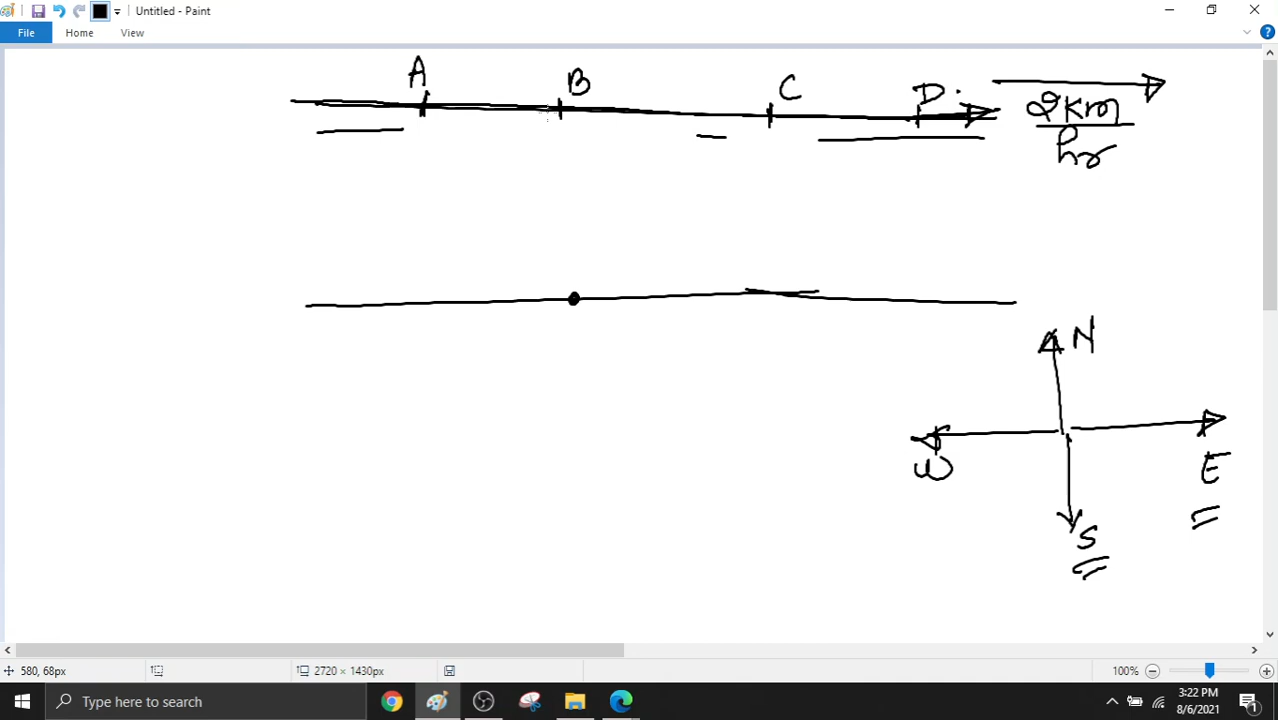 Untitled - Paint
File Home View
A B C D
2km
hr
N
W
E
S
580, 68px
2720 × 1430px
100%
Type here to search
3:22 PM
8/6/2021
1